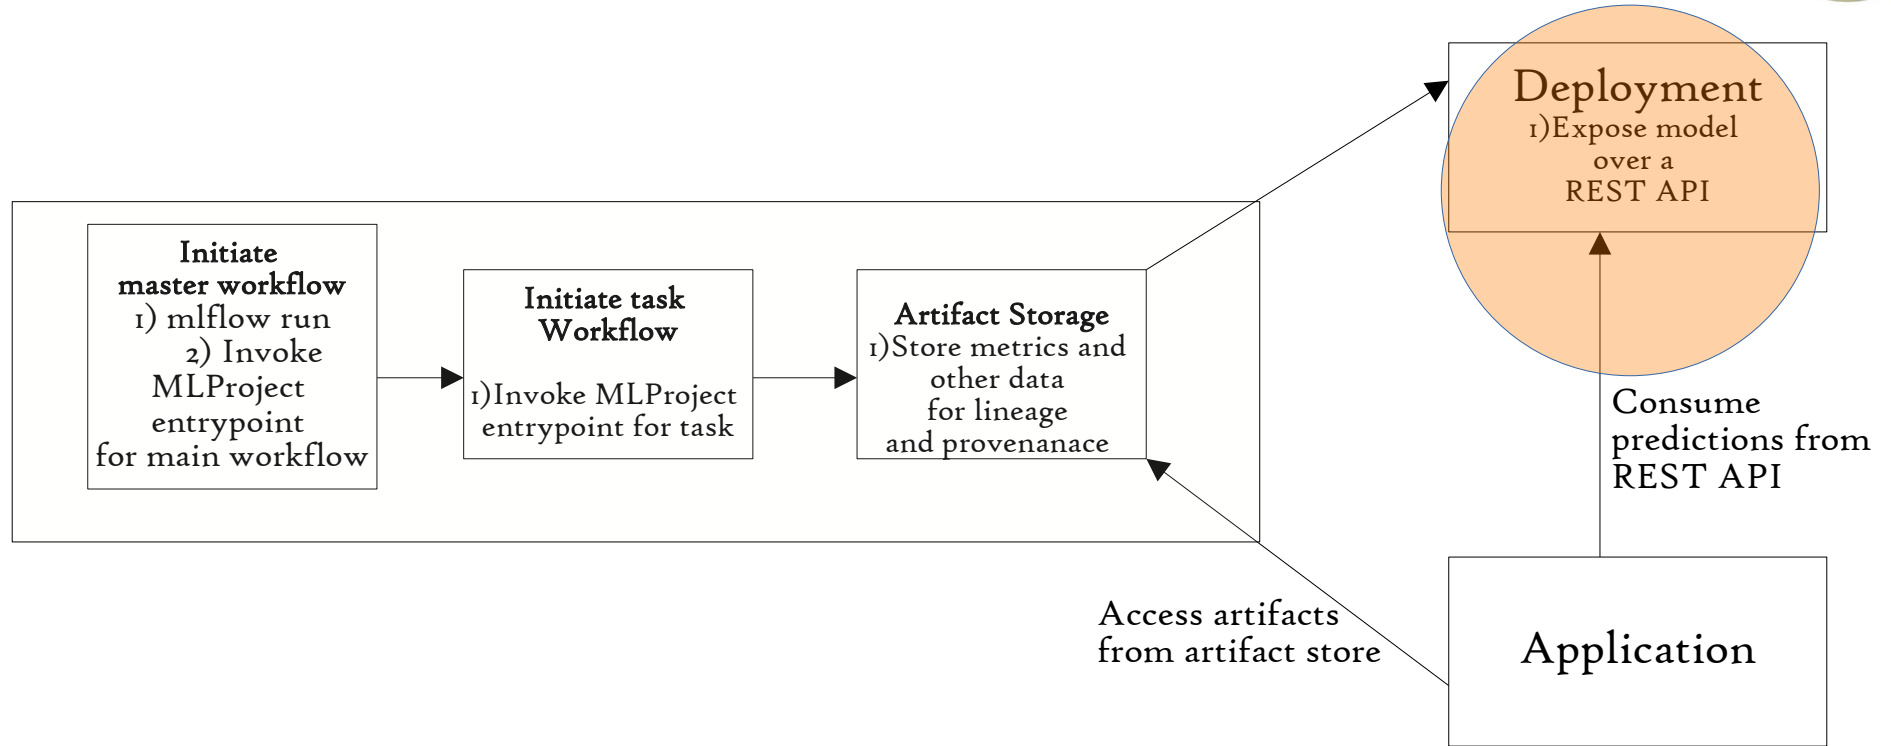 Deployment
1)Expose model
over a
REST API
Initiate
master workflow
1) mlflow run
2) Invoke
MLProject
entrypoint
for main workflow
Initiate task
Workflow
1)Invoke MLProject
entrypoint for task
Artifact Storage
1)Store metrics and
other data
for lineage
and provenanace
Consume
predictions from
REST API
Access artifacts
from artifact store
Application